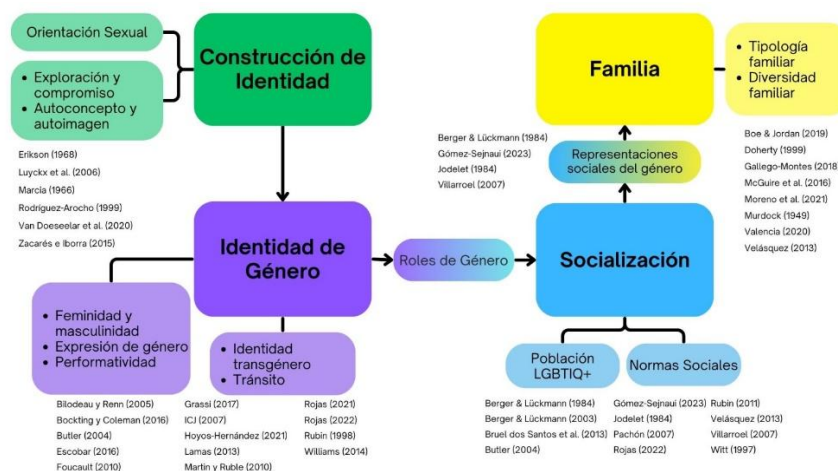 Orientación Sexual
Exploración y
compromiso
Autoconcepto y
autoimagen
Construcción de
Identidad
Erikson (1968)
Luyckx et al. (2006)
Marcia (1966)
Rodríguez-Arocho (1999)
Van Doeselar et al. (2020)
Zacarés e Iborra (2015)
Identidad de
Género
Feminidad y
masculinidad
Expresión de género
Performatividad
Identidad
transgénero
Tránsito
Bilodeau y Renn (2005)
Bockting y Coleman (2016)
Butler (2004)
Escobar (2016)
Foucault (2010)
Grassi (2017)
ICJ (2007)
Hoyos-Hernández (2021)
Lamas (2013)
Martin y Ruble (2010)
Rojas (2021)
Rojas (2022)
Rubin (1998)
Williams (2014)
Roles de Género
Familia
Tipología
familiar
Diversidad
familiar
Berger & Lückmann (1984)
Gómez-Sejnaui (2023)
Jodelet (1984)
Villarroel (2007)
Representaciones
sociales del género
Boe & Jordan (2019)
Doherty (1999)
Gallego-Montes (2018)
McGuire et al. (2016)
Moreno et al. (2021)
Murdock (1949)
Valencia (2020)
Velásquez (2013)
Socialización
Población
LGBTIQ+
Normas Sociales
Berger & Lückmann (1984)
Berger & Lückmann (2003)
Bruel dos Santos et al. (2013)
Butler (2004)
Gómez-Sejnaui (2023)
Jodelet (1984)
Pachón (2007)
Rojas (2022)
Rubin (2011)
Velásquez (2013)
Villarroel (2007)
Witt (1997)